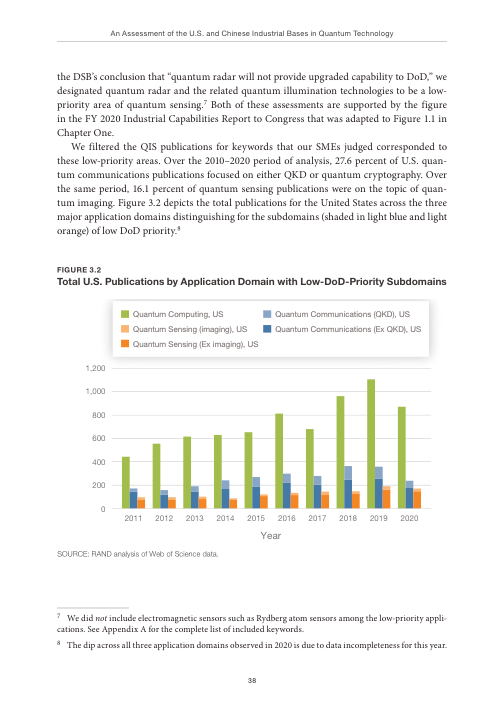 An Assessment of the U.S. and Chinese Industrial Bases in Quantum Technology
the DSB's conclusion that “quantum radar will not provide upgraded capability to DoD,” we
designated quantum radar and the related quantum illumination technologies to be a low-
priority area of quantum sensing.7 Both of these assessments are supported by the figure
in the FY 2020 Industrial Capabilities Report to Congress that was adapted to Figure 1.1 in
Chapter One.
We filtered the QIS publications for keywords that our SMEs judged corresponded to
these low-priority areas. Over the 2010–2020 period of analysis, 27.6 percent of U.S. quan-
tum communications publications focused on either QKD or quantum cryptography. Over
the same period, 16.1 percent of quantum sensing publications were on the topic of quan-
tum imaging. Figure 3.2 depicts the total publications for the United States across the three
major application domains distinguishing for the subdomains (shaded in light blue and light
orange) of low DoD priority.8
FIGURE 3.2
Total U.S. Publications by Application Domain with Low-DoD-Priority Subdomains
Quantum Computing, US
Quantum Communications (QKD), US
Quantum Sensing (imaging), US
Quantum Communications (Ex QKD), US
Quantum Sensing (Ex imaging), US
1,200
1,000
800
600
400
200
0
2011 2012 2013 2014 2015 2016 2017 2018 2019 2020
Year
SOURCE: RAND analysis of Web of Science data.
7 We did not include electromagnetic sensors such as Rydberg atom sensors among the low-priority appli-
cations. See Appendix A for the complete list of included keywords.
8 The dip across all three application domains observed in 2020 is due to data incompleteness for this year.
38